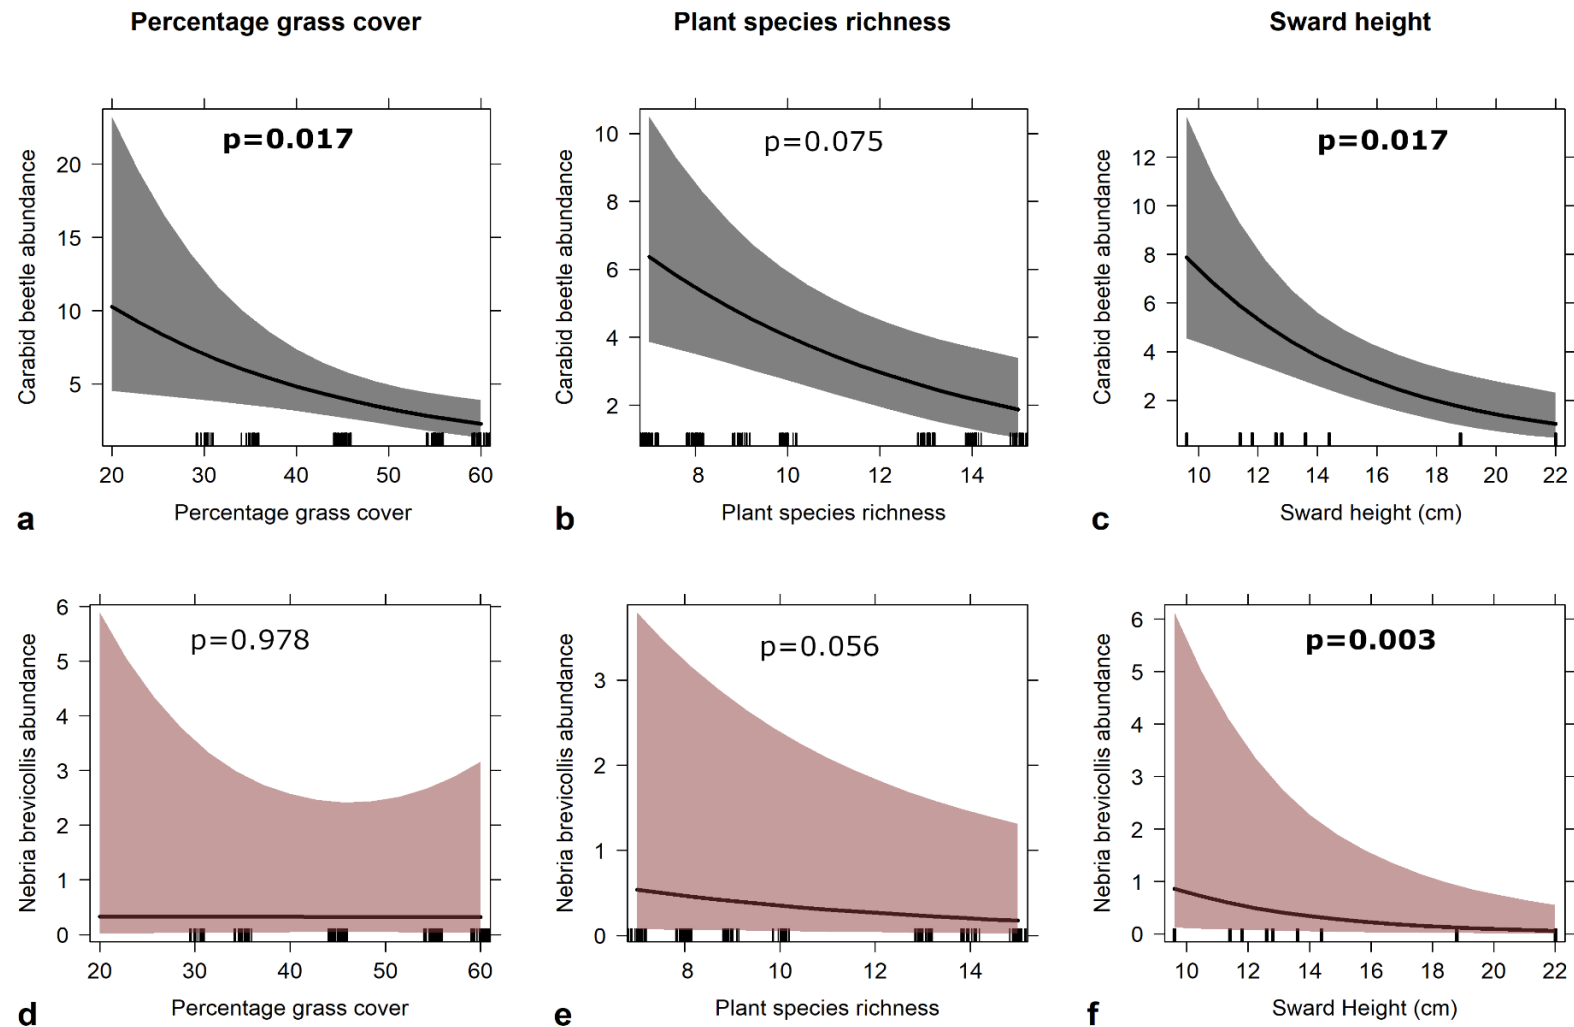 Percentage grass cover
Plant species richness
Sward height
p=0.017
20
15
10
5
Carabid beetle abundance
20 30 40 50 60
Percentage grass cover
a
p=0.075
10
8
6
4
2
Carabid beetle abundance
8 10 12 14
Plant species richness
b
p=0.017
12
10
8
6
4
2
Carabid beetle abundance
10 12 14 16 18 20 22
Sward height (cm)
c
p=0.978
6
5
4
3
2
1
0
Nebria brevicollis abundance
20 30 40 50 60
Percentage grass cover
d
p=0.056
3
2
1
0
Nebria brevicollis abundance
8 10 12 14
Plant species richness
e
p=0.003
6
5
4
3
2
1
0
Nebria brevicollis abundance
10 12 14 16 18 20 22
Sward Height (cm)
f